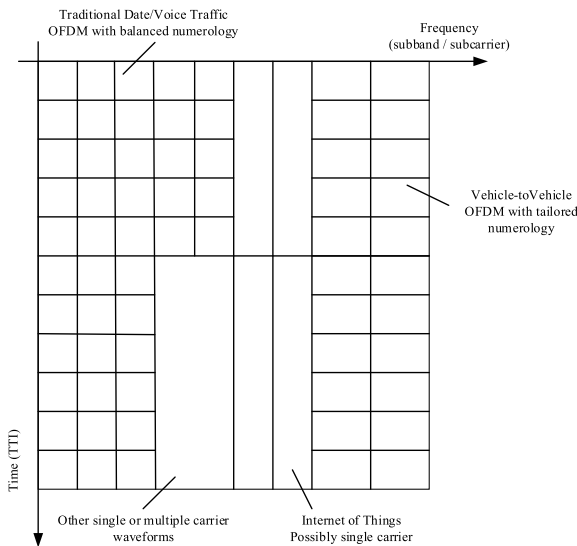 Traditional Date/Voice Traffic
OFDM with balanced numerology
Frequency
(subband / subcarrier)
Vehicle-toVehicle
OFDM with tailored
numerology
Time (TTI)
Other single or multiple carrier
waveforms
Internet of Things
Possibly single carrier